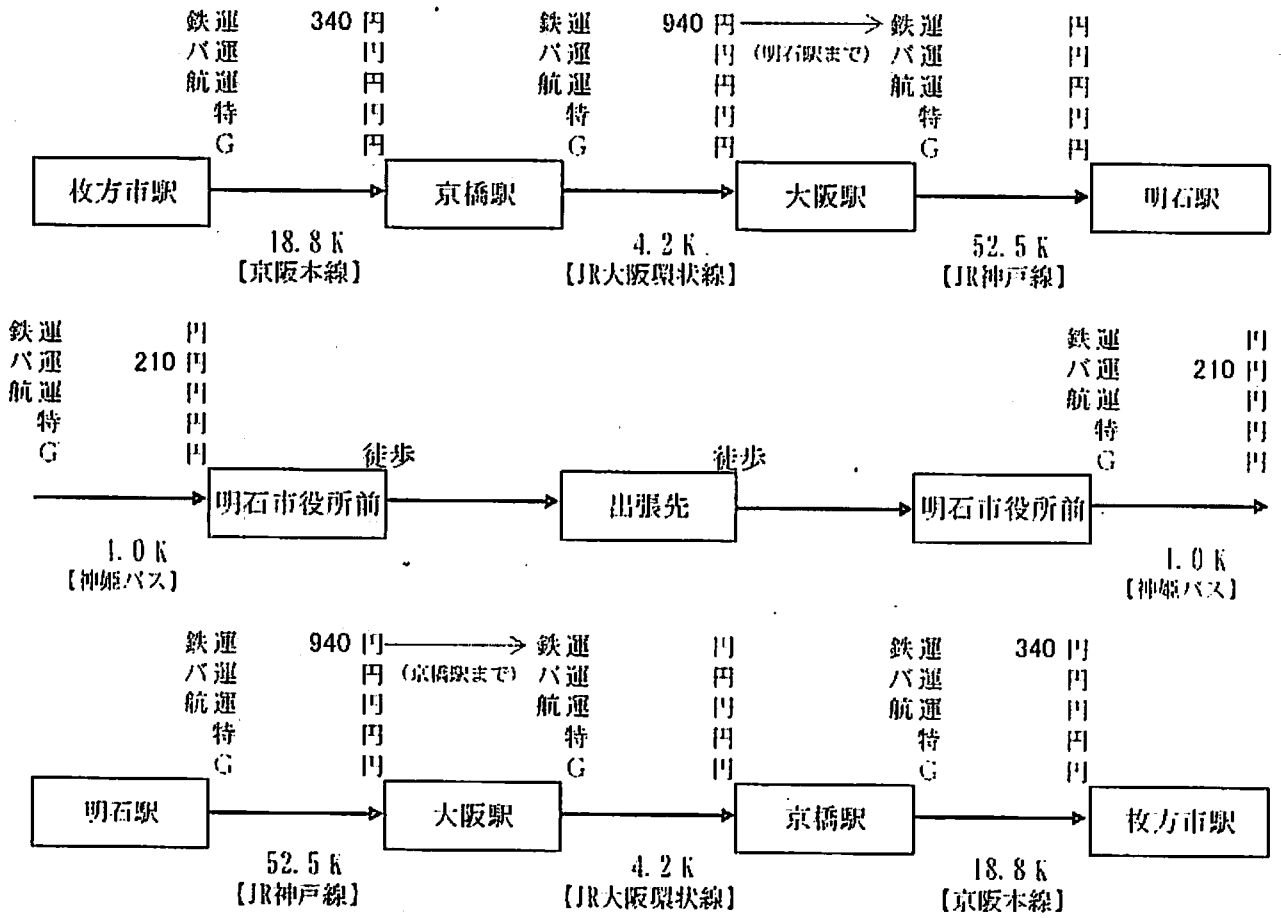 鉄運 340 円 鉄運 940 円 鉄運 円
バ運 円 バ運 円 (明石駅まで) バ運 円
航運 円 航運 円 航運 円
特 円 特 円 特 円
G 円 G 円 G 円
枚方市駅 京橋駅 大阪駅 明石駅
18.8 K 4.2 K 52.5 K
【京阪本線】 【JR大阪環状線】 【JR神戸線】
鉄運 円 鉄運 円
バ運 210 円 バ運 210 円
航運 円 航運 円
特 円 特 円
G 円 徒歩 徒歩 G 円
明石市役所前 出張先 明石市役所前
1.0 K 1.0 K
【神姫バス】 【神姫バス】
鉄運 940 円 鉄運 円 鉄運 340 円
バ運 円 (京橋駅まで) バ運 円 バ運 円
航運 円 航運 円 航運 円
特 円 特 円 特 円
G 円 G 円 G 円
明石駅 大阪駅 京橋駅 枚方市駅
52.5 K 4.2 K 18.8 K
【JR神戸線】 【JR大阪環状線】 【京阪本線】